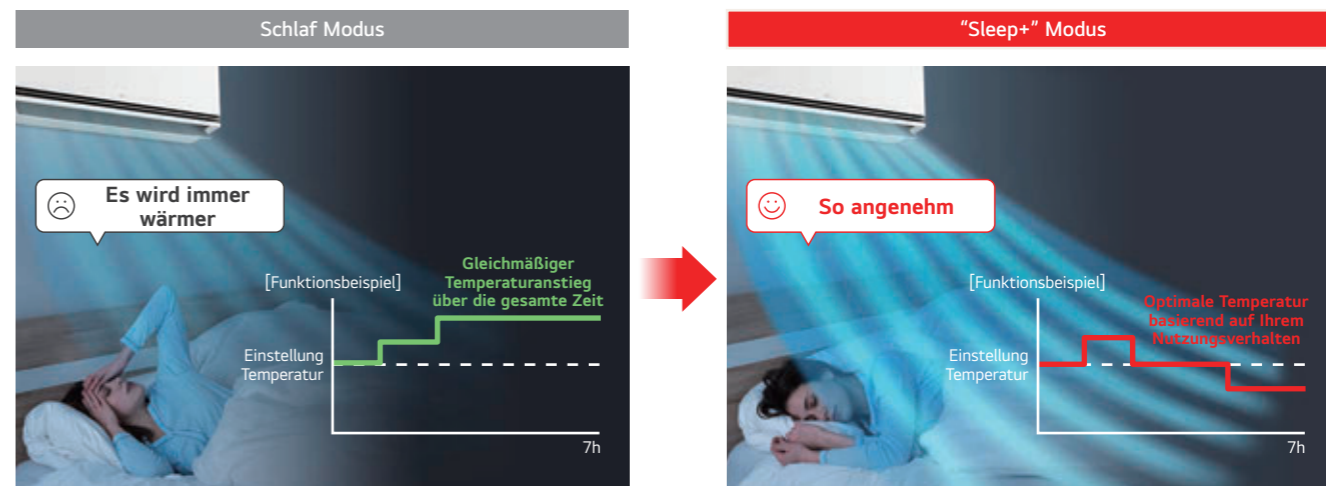 Schlaf Modus
Es wird immer
wärmer
[Funktionsbeispiel]
Gleichmäßiger
Temperaturanstieg
über die gesamte Zeit
Einstellung
Temperatur
7h
“Sleep+” Modus
So angenehm
[Funktionsbeispiel]
Optimale Temperatur
basierend auf Ihrem
Nutzungsverhalten
Einstellung
Temperatur
7h